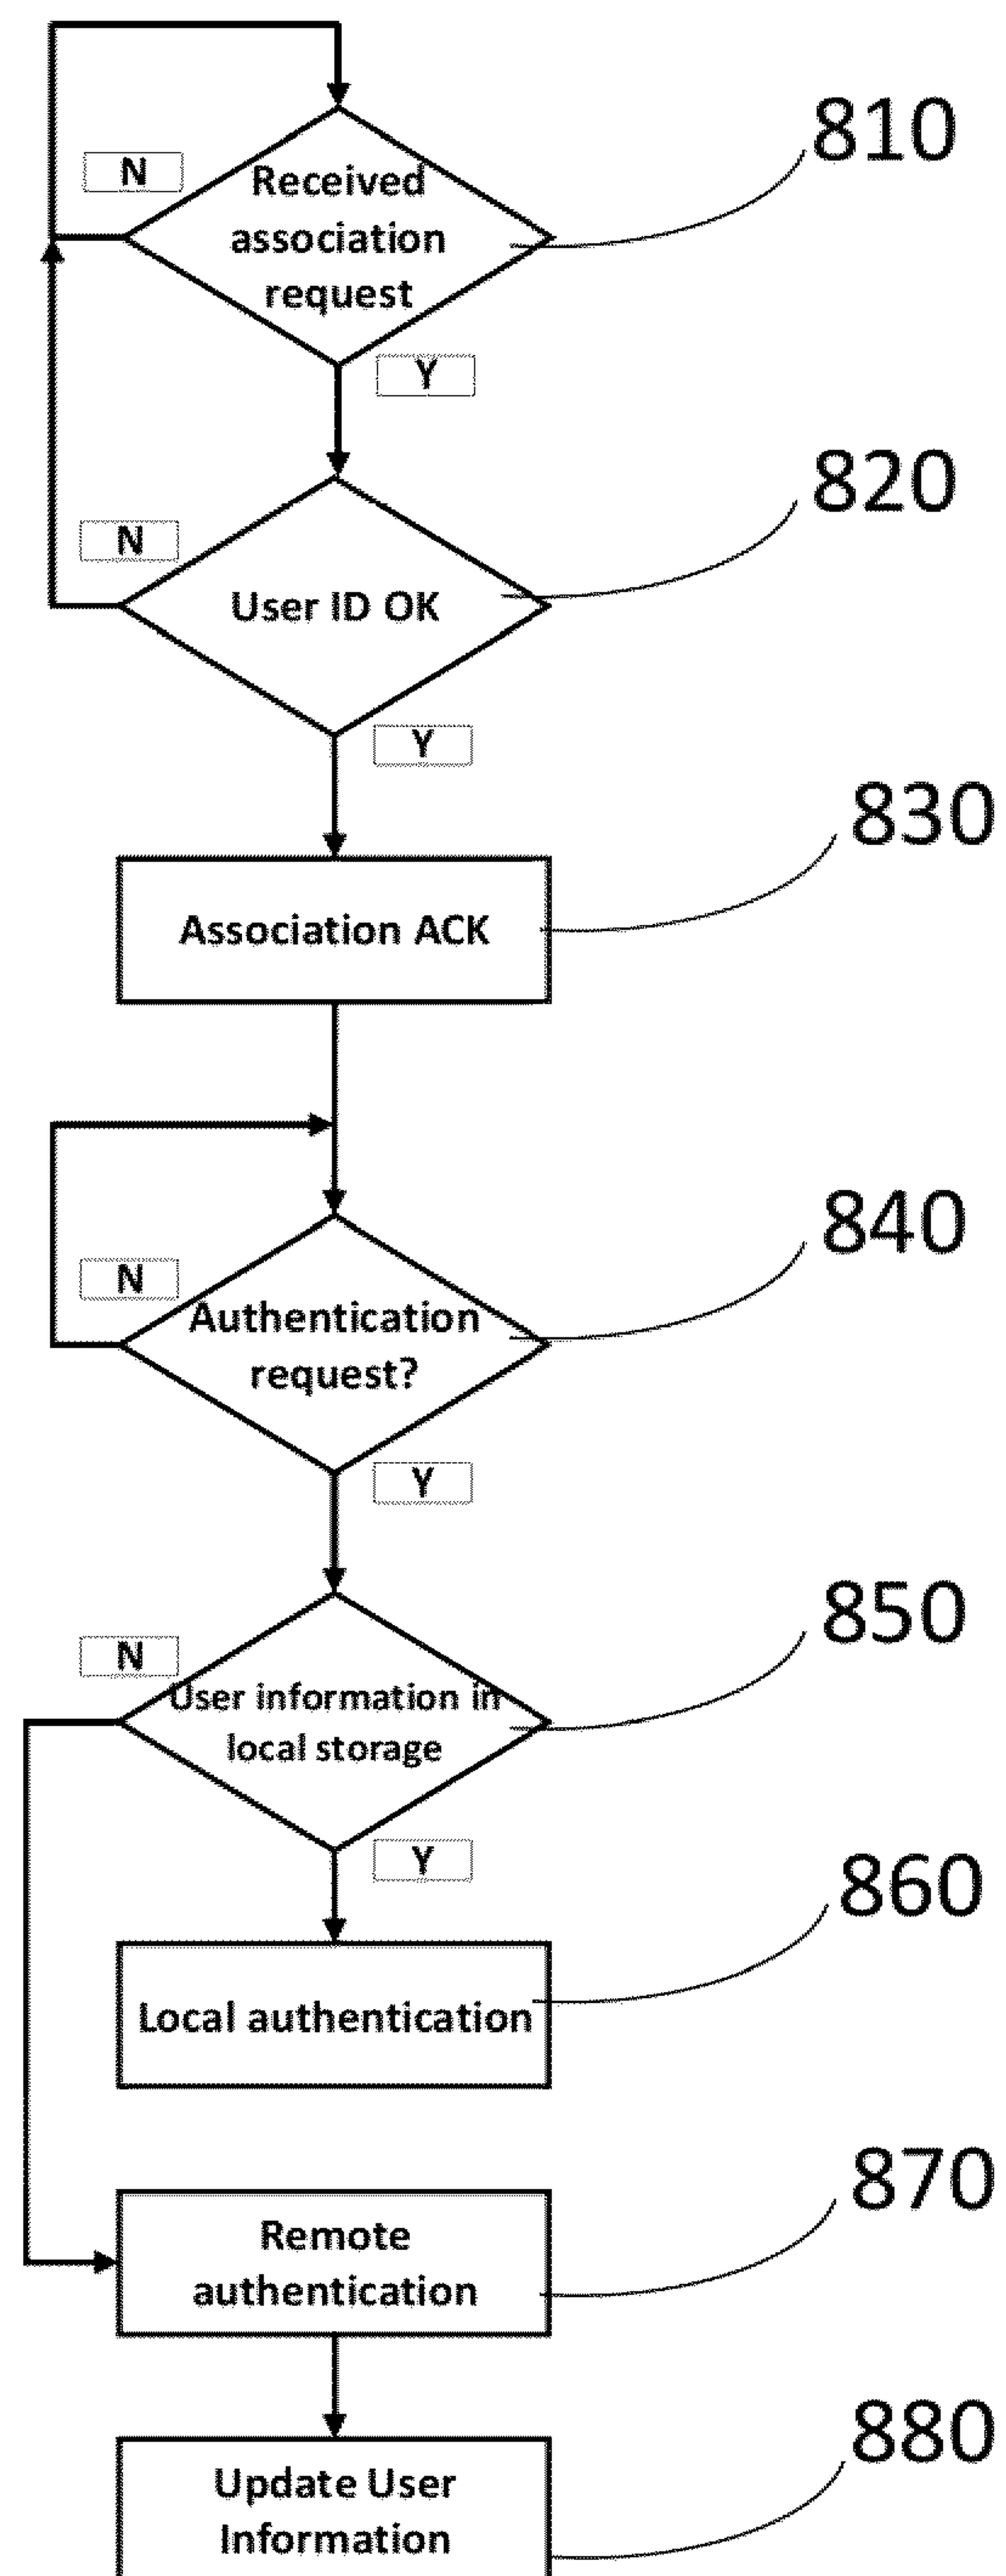 810
N
Received
association
request
Y
820
N
User ID OK
Y
830
Association ACK
840
N
Authentication
request?
Y
850
N
User information in
local storage
Y
860
Local authentication
870
Remote
authentication
880
Update User
Information